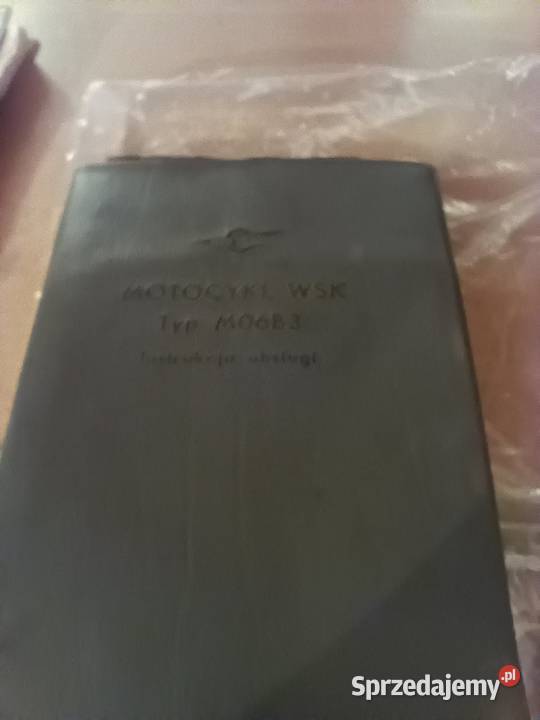 MOTOCYKL WSK
Typ M06B3
Instrukcja obsługi
Sprzedajemy.pl